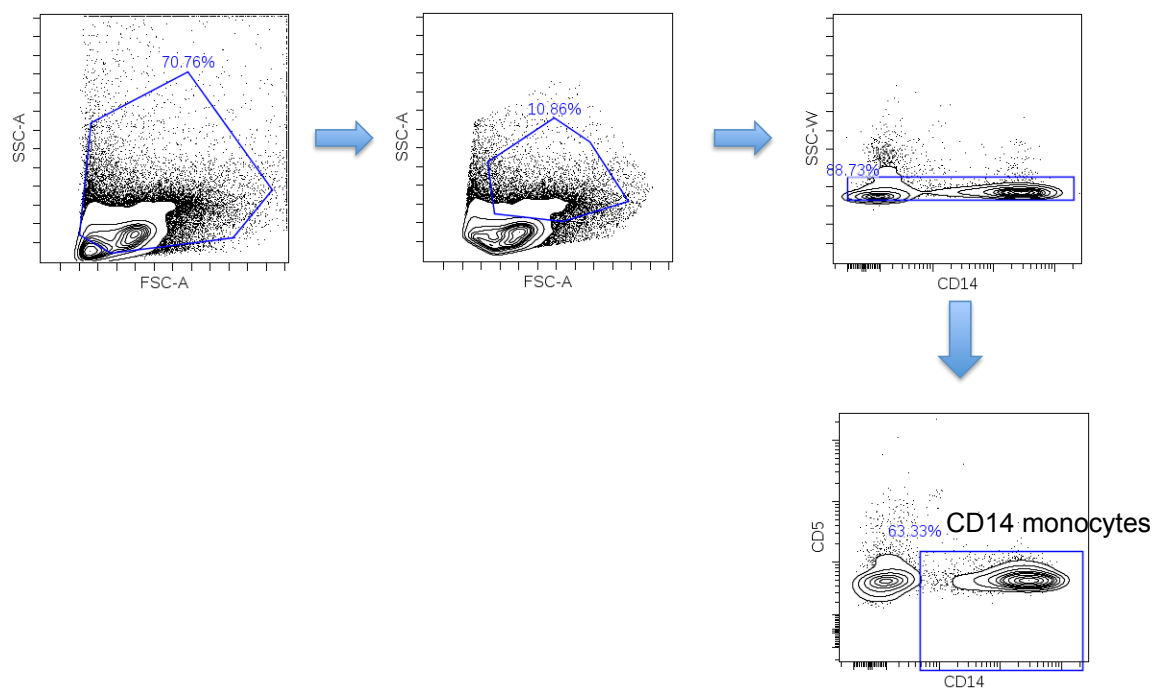 70.76%
SSC-A
FSC-A
10.86%
SSC-A
FSC-A
88.73%
SSC-W
CD14
63.33%
CD14 monocytes
CD5
CD14